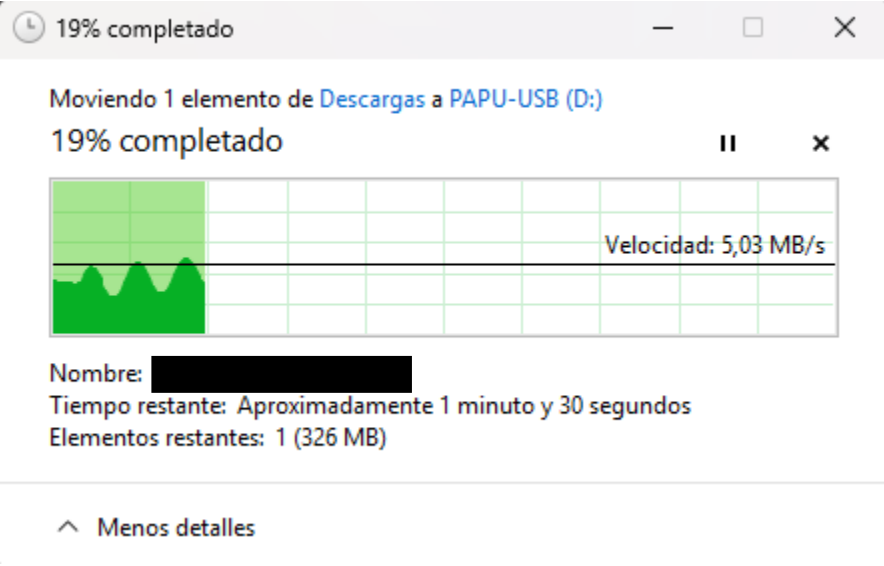 19% completado
Moviendo 1 elemento de Descargas a PAPU-USB (D:)
19% completado
Velocidad: 5,03 MB/s
Nombre:
Tiempo restante: Aproximadamente 1 minuto y 30 segundos
Elementos restantes: 1 (326 MB)
Menos detalles